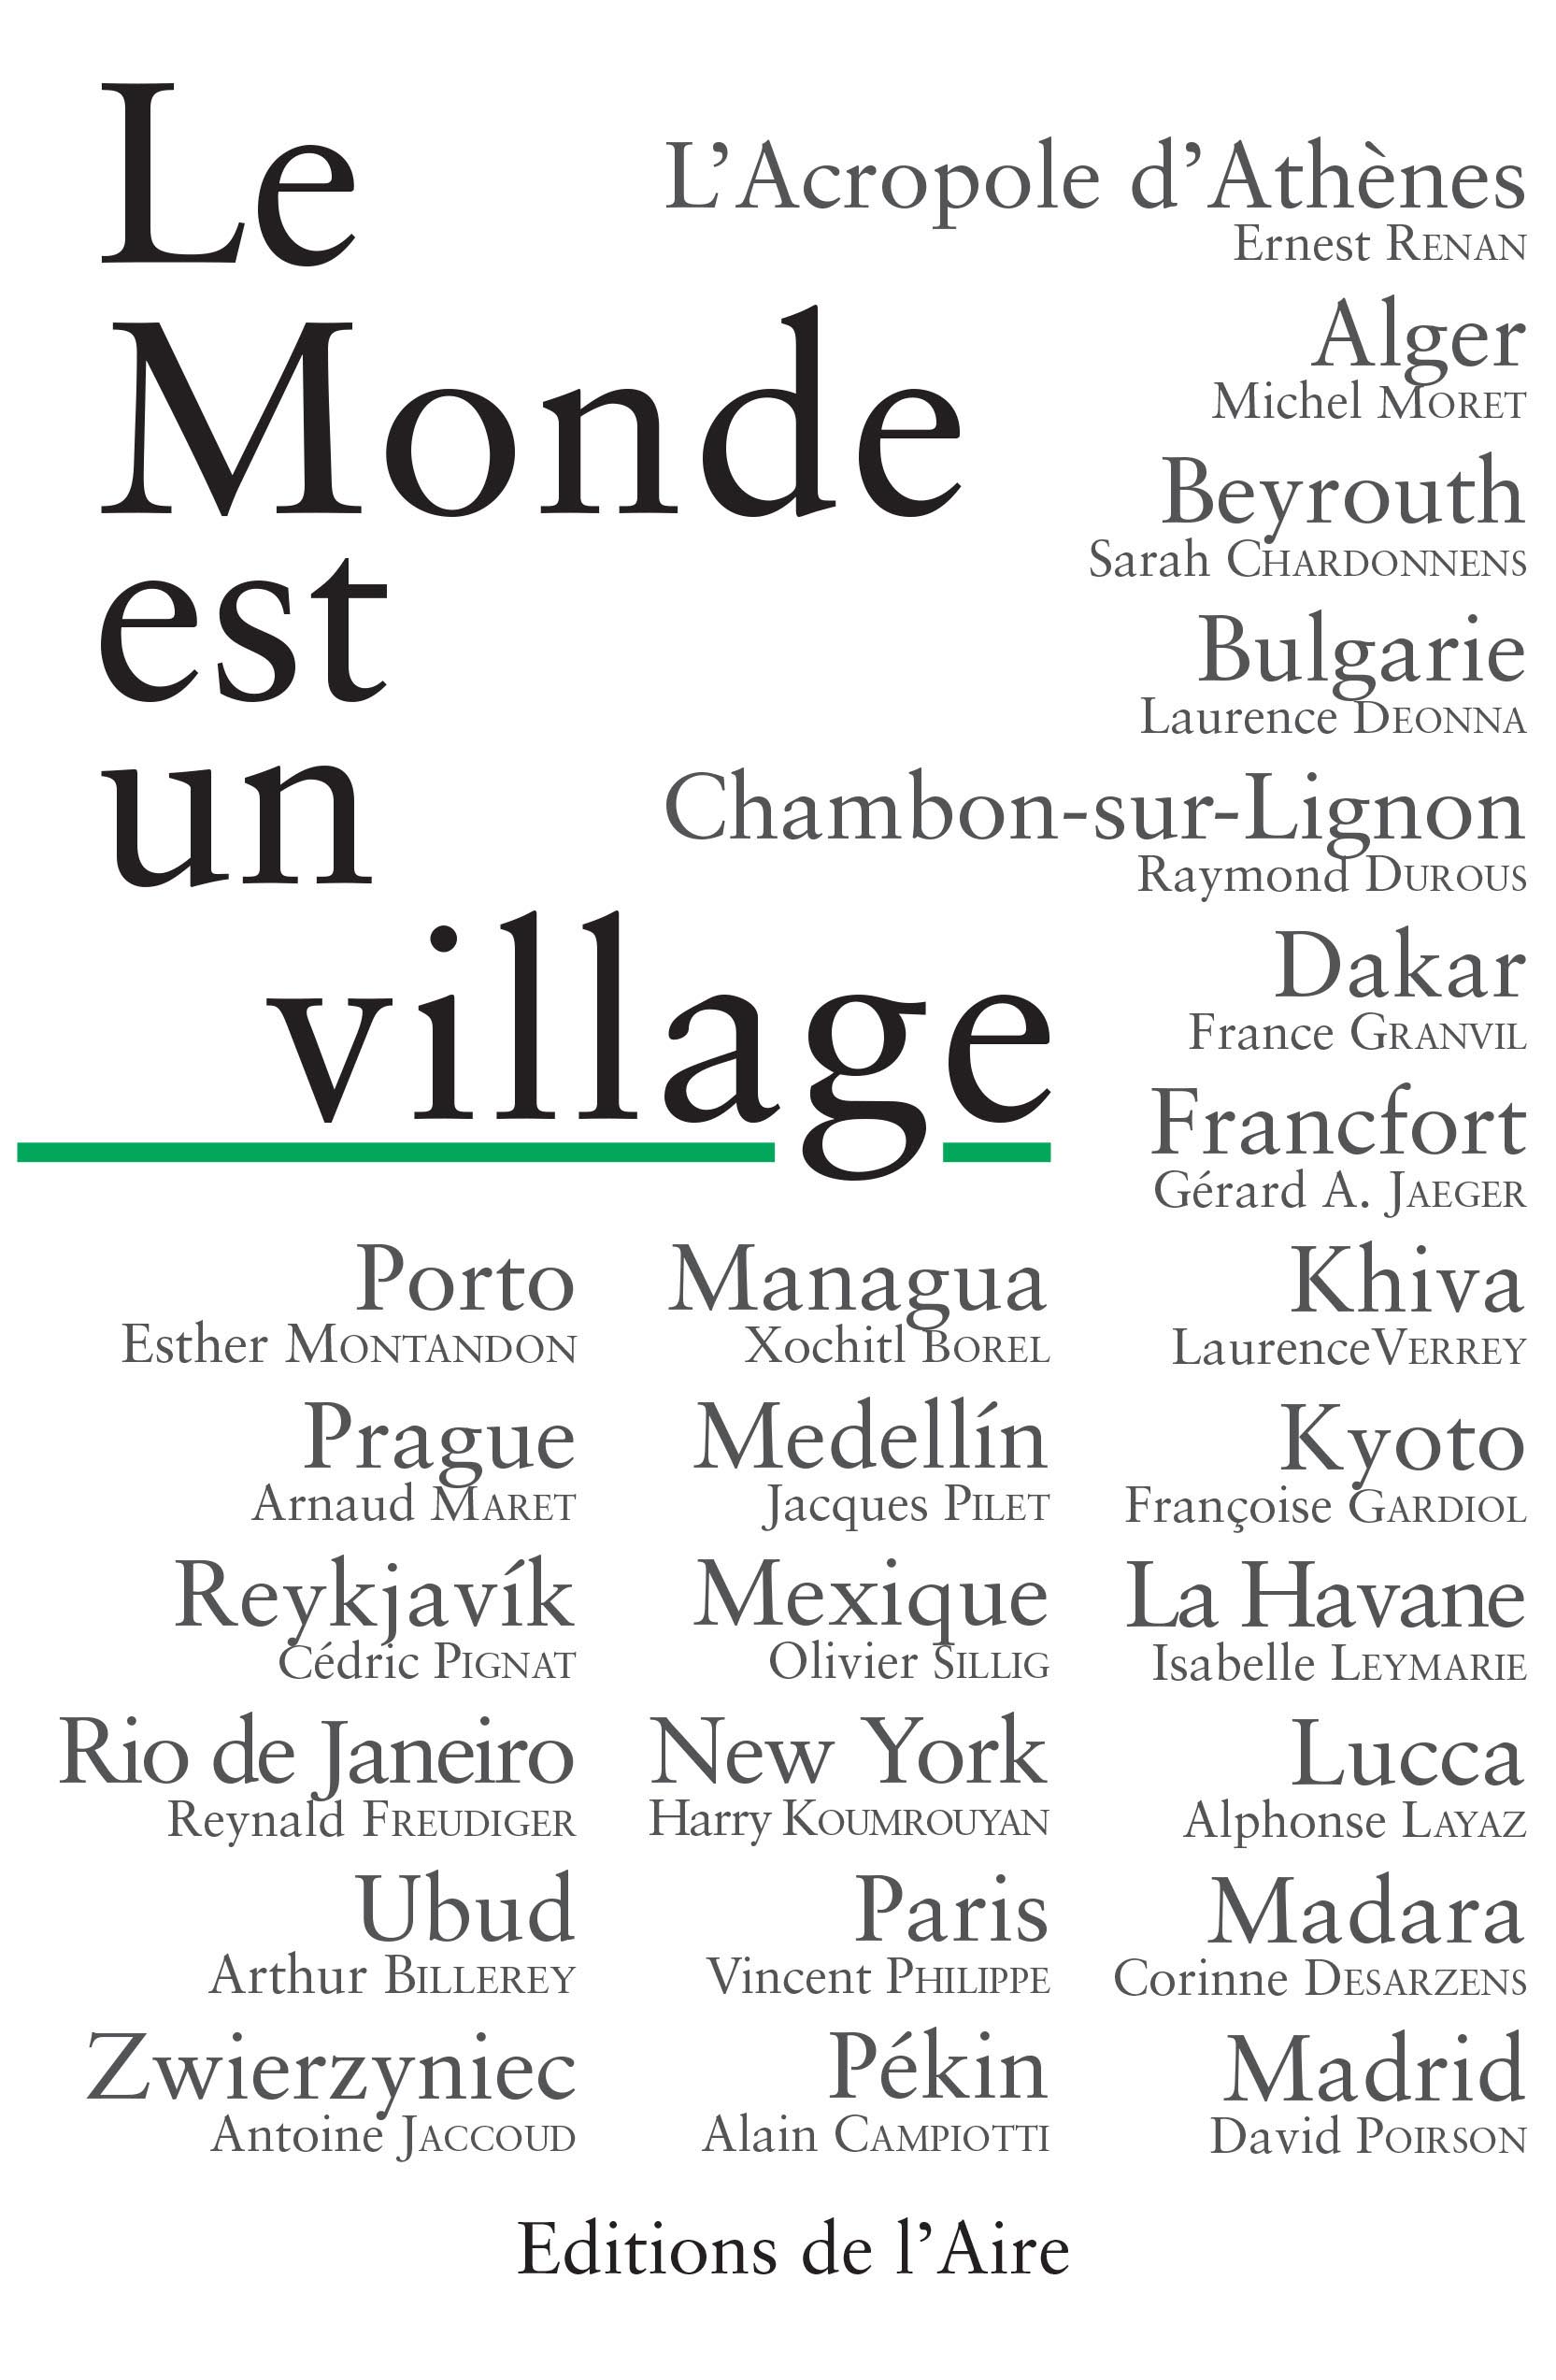 Le
Monde
est
un
village
L’Acropole d’Athènes
Ernest RENAN
Alger
Michel MORET
Beyrouth
Sarah CHARDONNENS
Bulgarie
Laurence DEONNA
Chambon-sur-Lignon
Raymond DUROUS
Dakar
France GRANVIL
Francfort
Gérard A. JAEGER
Khiva
LaurenceVERREY
Kyoto
Françoise GARDIOL
La Havane
Isabelle LEYMARIE
Lucca
Alphonse LAYAZ
Madara
Corinne DESARZENS
Madrid
David POIRSON
Managua
Xochitl BOREL
Medellín
Jacques PILET
Mexique
Olivier SILLIG
New York
Harry KOUMROUYAN
Paris
Vincent PHILIPPE
Pékin
Alain CAMPIOTTI
Porto
Esther MONTANDON
Prague
Arnaud MARET
Reykjavík
Cédric PIGNAT
Rio de Janeiro
Reynald FREUDIGER
Ubud
Arthur BILLEREY
Zwierzyniec
Antoine JACCOUD
Editions de l’Aire